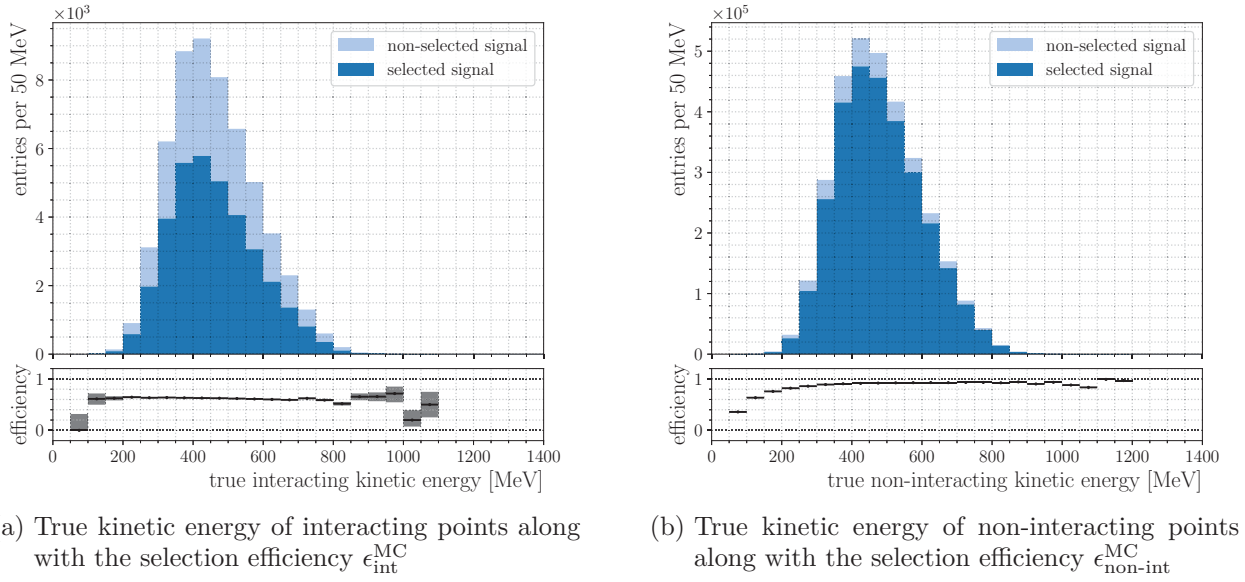 ×10³
entries per 50 MeV
8
6
4
2
0
non-selected signal
selected signal
efficiency
1
0
0 200 400 600 800 1000 1200 1400
true interacting kinetic energy [MeV]
a) True kinetic energy of interacting points along
with the selection efficiency ϵ_int^MC
×10⁵
entries per 50 MeV
5
4
3
2
1
0
non-selected signal
selected signal
efficiency
1
0
0 200 400 600 800 1000 1200 1400
true non-interacting kinetic energy [MeV]
(b) True kinetic energy of non-interacting points
along with the selection efficiency ϵ_non-int^MC